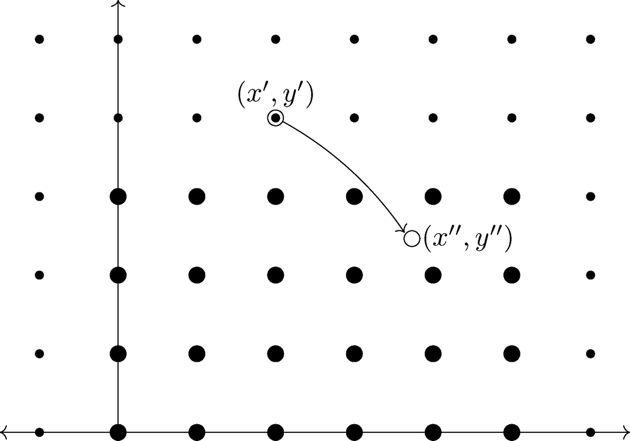 (x′, y′)
(x″, y″)